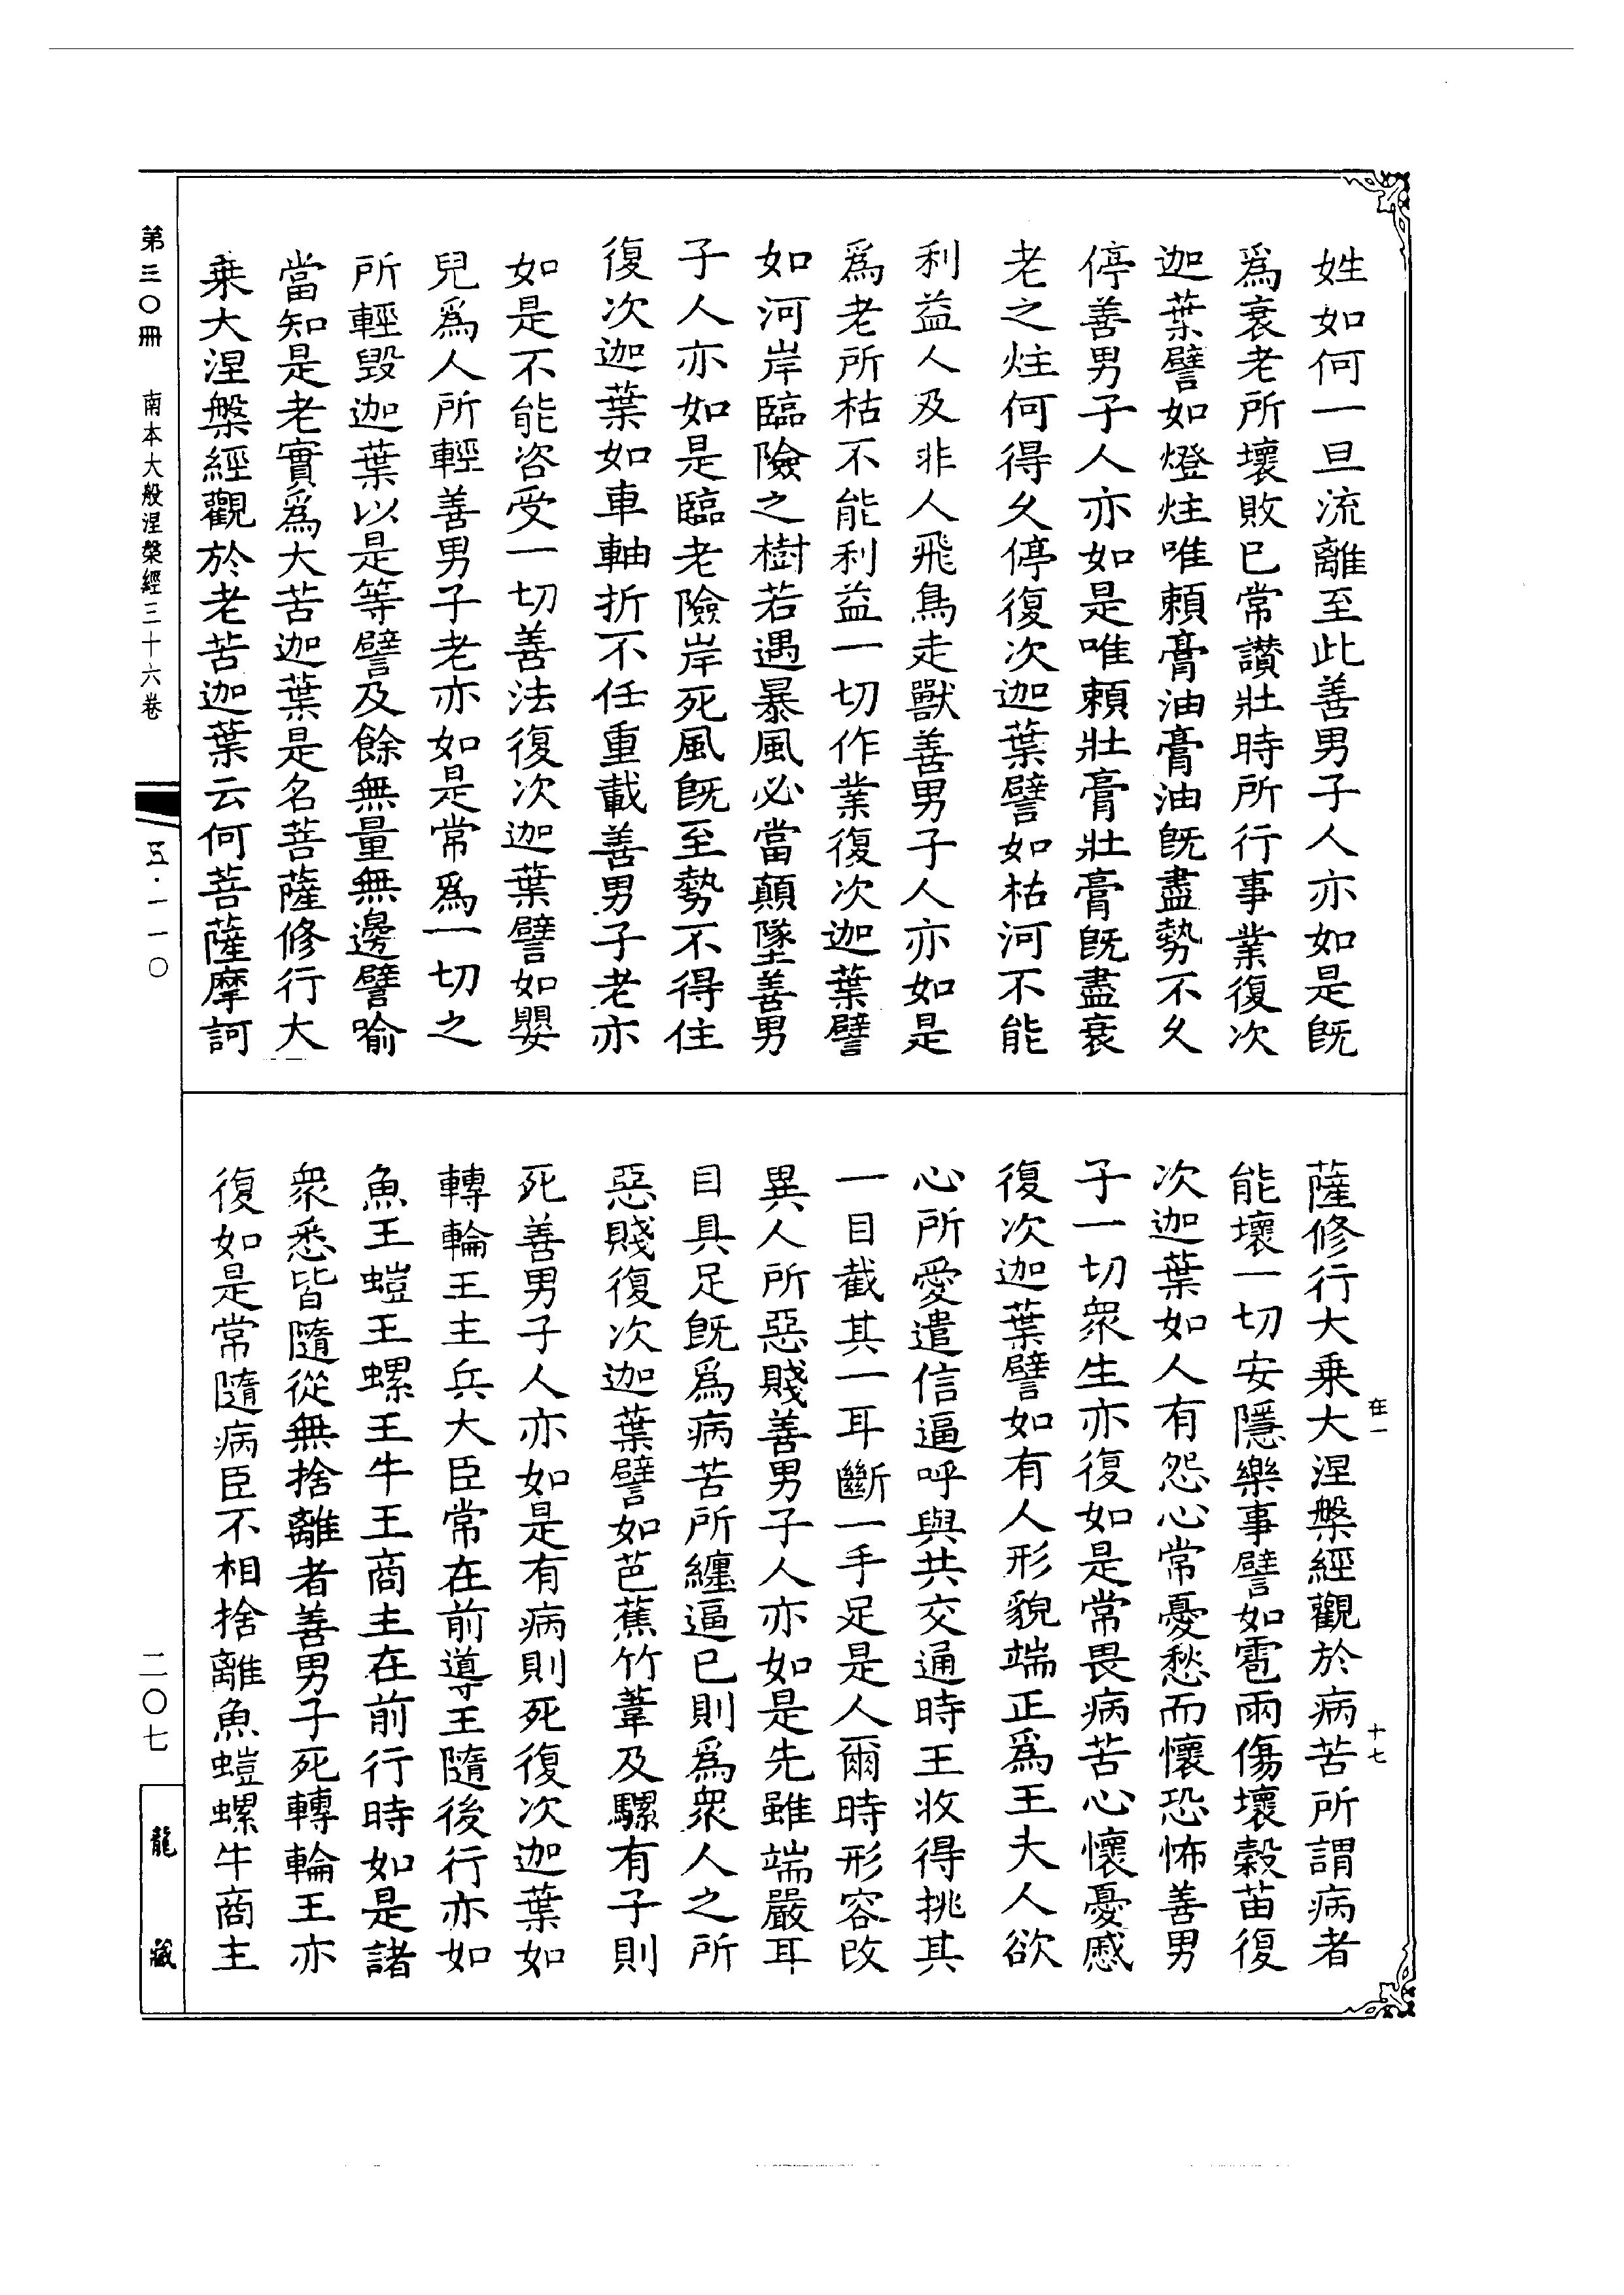 姓如何一旦流離至此善男子人亦如是旣
爲衰老所壞敗已常讃壯時所行事業復次
迦葉譬如燈炷唯賴膏油膏油旣盡勢不久
停善男子人亦如是唯賴壯膏壯膏旣盡衰
老之炷何得久停復次迦葉譬如枯河不能
利益人及非人飛鳥走獸善男子人亦如是
爲老所枯不能利益一切作業復次迦葉譬
如河岸臨險之樹若遇暴風必當顛墜善男
子人亦如是臨老險岸死風旣至勢不得住
復次迦葉如車軸折不任重載善男子老亦
如是不能咨受一切善法復次迦葉譬如嬰
兒爲人所輕善男子老亦如是常爲一切之
所輕毀迦葉以是等譬及餘無量無邊譬喻
當知是老實爲大苦迦葉是名菩薩修行大
乗大涅槃經觀於老苦迦葉云何菩薩摩訶
薩修行大乗大涅槃經觀於病苦所謂病者
能壞一切安隱樂事譬如雹雨傷壞穀苗復
次迦葉如人有怨心常憂愁而懷恐怖善男
子一切衆生亦復如是常畏病苦心懷憂慼
復次迦葉譬如有人形貌端正爲王夫人欲
心所愛遣信逼呼與共交通時王收得挑其
一目截其一耳斷一手足是人爾時形容改
異人所惡賤善男子人亦如是先雖端嚴耳
目具足旣爲病苦所纏逼已則爲衆人之所
惡賤復次迦葉譬如芭蕉竹葦及騾有子則
死善男子人亦如是有病則死復次迦葉如
轉輪王主兵大臣常在前導王隨後行亦如
魚王螘王螺王牛王商主在前行時如是諸
衆悉皆隨從無捨離者善男子死轉輪王亦
復如是常隨病臣不相捨離魚螘螺牛商主
在一
十七
第三〇冊 南本大般涅槃經三十六卷
五·一一〇
二〇七
龍藏